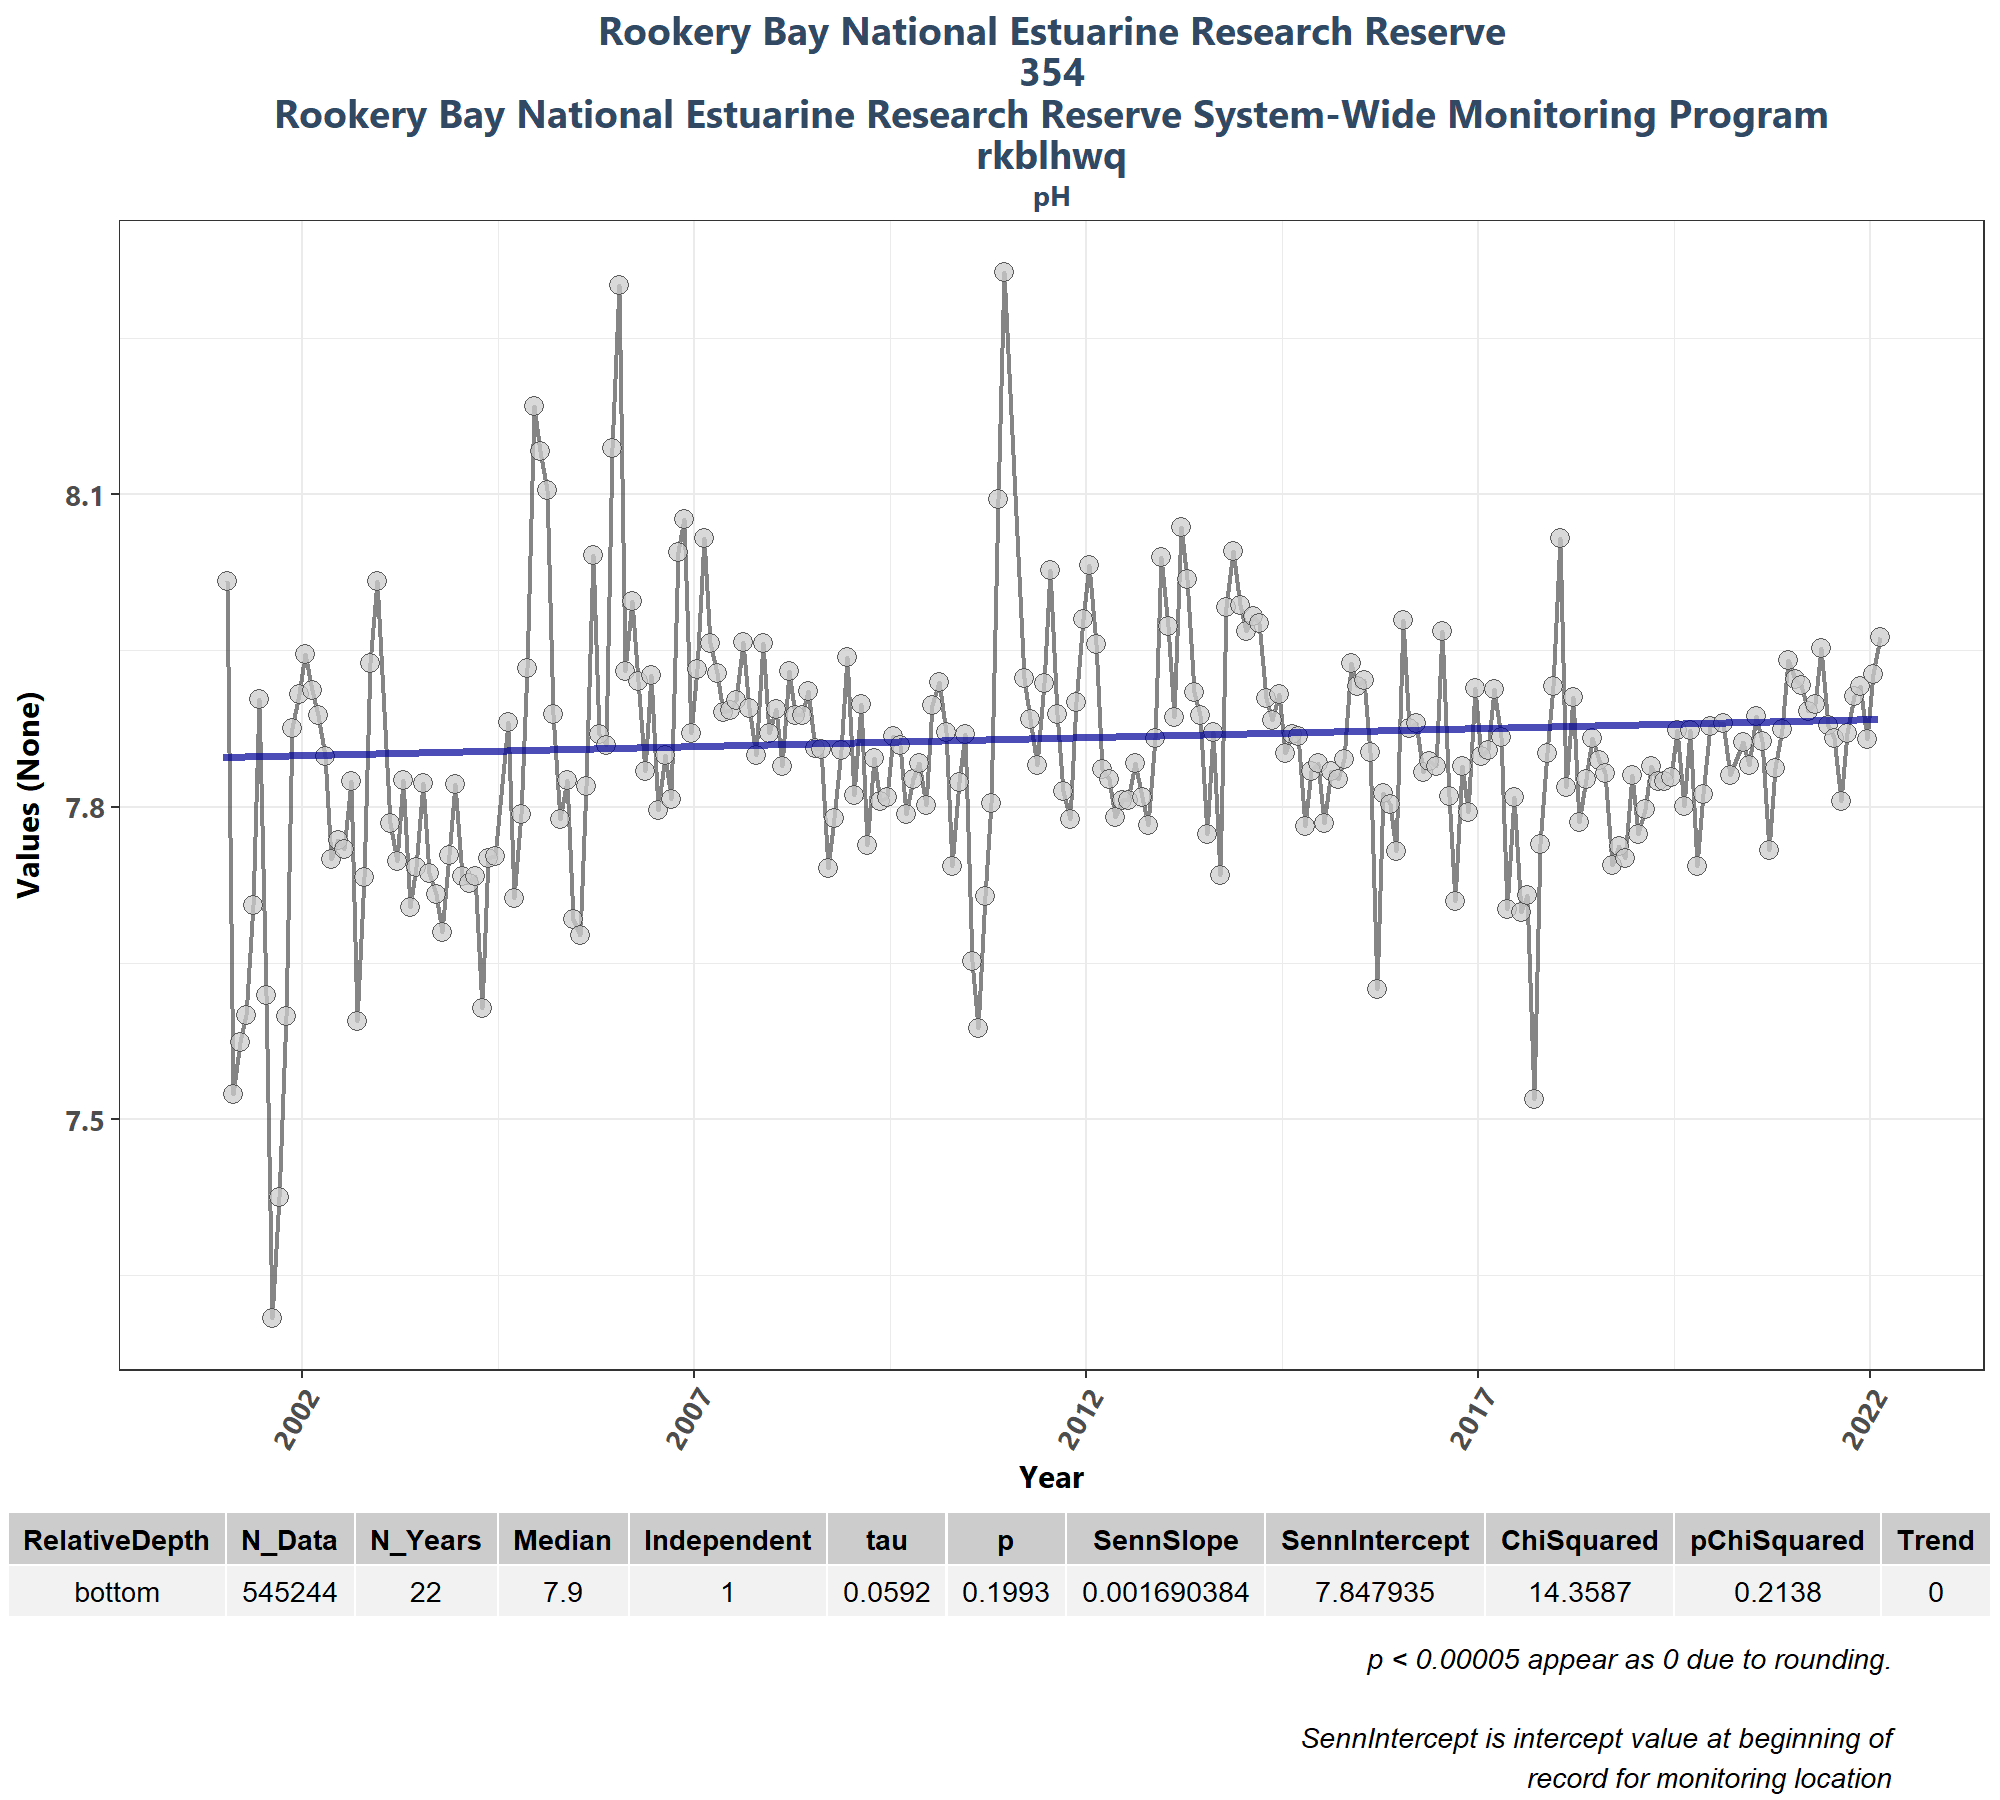 Rookery Bay National Estuarine Research Reserve
354
Rookery Bay National Estuarine Research Reserve System-Wide Monitoring Program
rkblhwq
pH
8.1
7.8
7.5
Values (None)
2002 2007 2012 2017 2022
Year
RelativeDepth N_Data N_Years Median Independent tau p SennSlope SennIntercept ChiSquared pChiSquared Trend
bottom 545244 22 7.9 1 0.0592 0.1993 0.001690384 7.847935 14.3587 0.2138 0
p < 0.00005 appear as 0 due to rounding.
SennIntercept is intercept value at beginning of
record for monitoring location